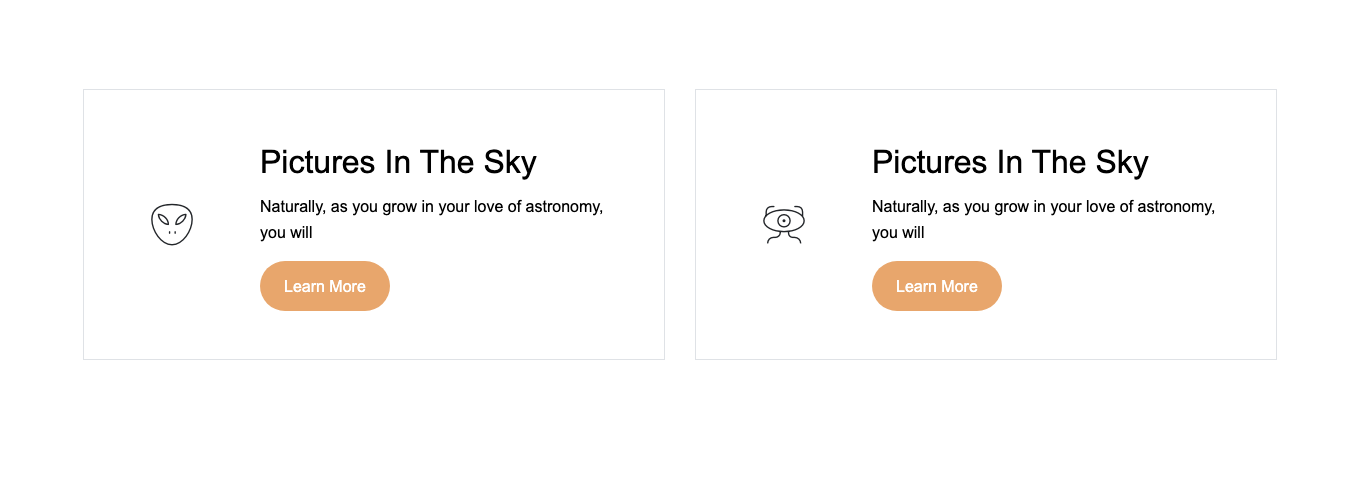 Pictures In The Sky
Naturally, as you grow in your love of astronomy,
you will
Learn More
Pictures In The Sky
Naturally, as you grow in your love of astronomy,
you will
Learn More